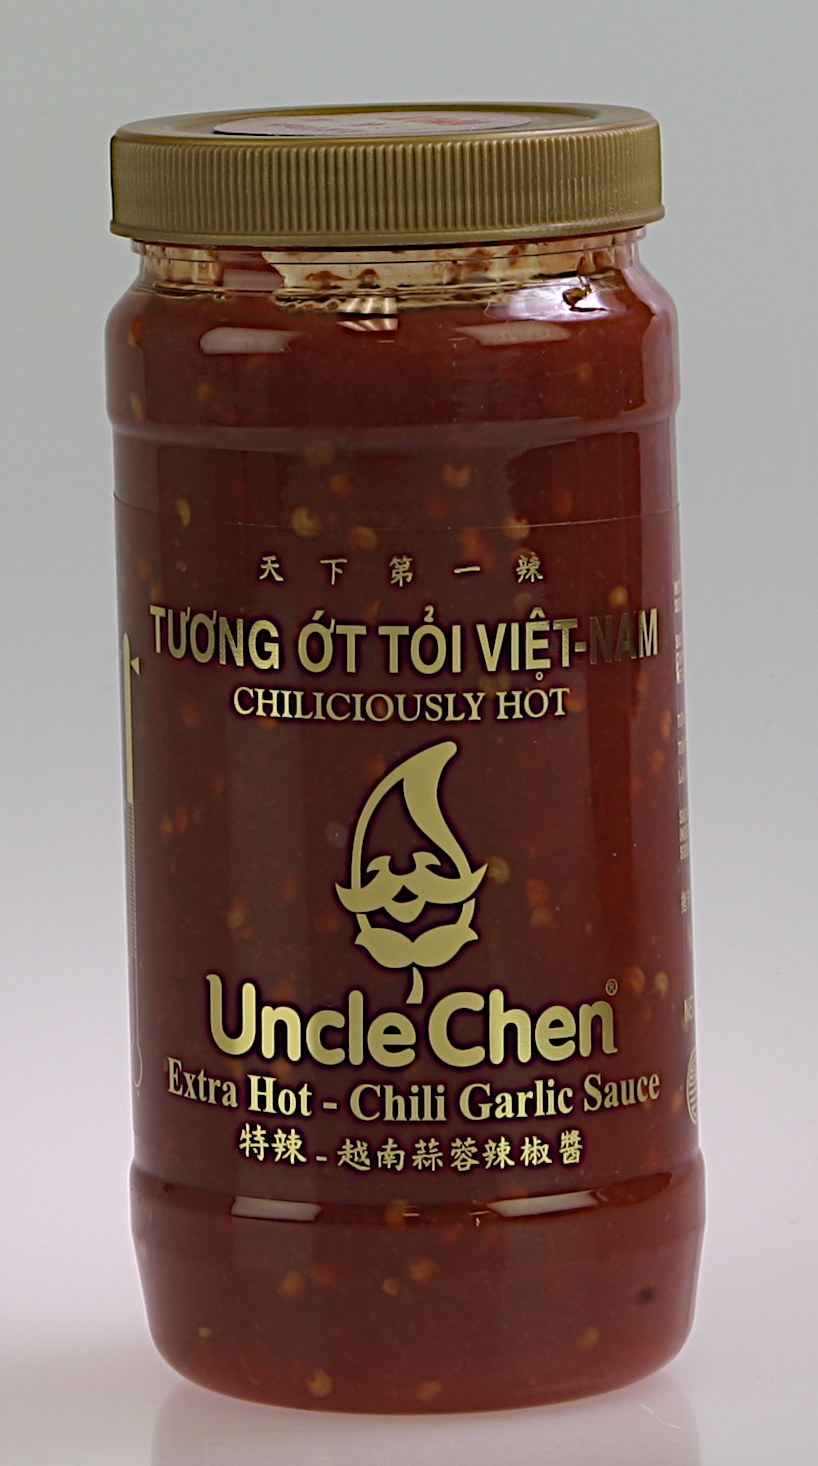 天下第一辣
TƯƠNG ỚT TỎI VIỆT-NAM
CHILICIOUSLY HOT
Uncle Chen®
Extra Hot - Chili Garlic Sauce
特辣 - 越南蒜蓉辣椒醬